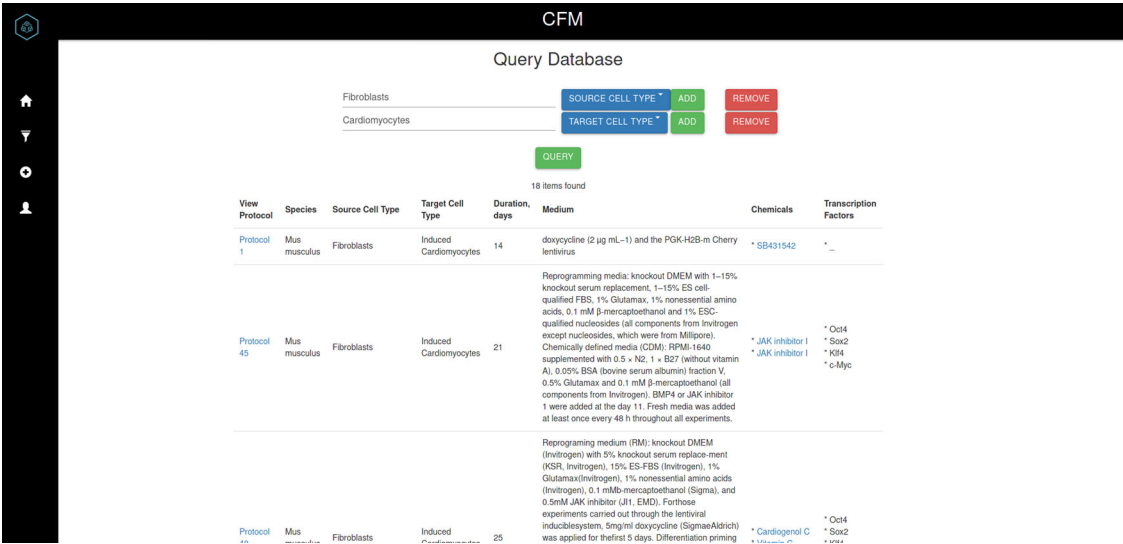 CFM
Query Database
Fibroblasts SOURCE CELL TYPE ADD REMOVE
Cardiomyocytes TARGET CELL TYPE ADD REMOVE
QUERY
18 items found
View Protocol Species Source Cell Type Target Cell Type Duration, days Medium Chemicals Transcription Factors
Protocol 1
Mus musculus
Fibroblasts
Induced Cardiomyocytes
14
doxycycline (2 μg mL−1) and the PGK-H2B-m Cherry
lentivirus
* SB431542
* _
Protocol 45
Mus musculus
Fibroblasts
Induced Cardiomyocytes
21
Reprogramming media: knockout DMEM with 1–15%
knockout serum replacement, 1–15% ES cell-
qualified FBS, 1% Glutamax, 1% nonessential amino
acids, 0.1 mM β-mercaptoethanol and 1% ESC-
qualified nucleosides (all components from Invitrogen
except nucleosides, which were from Millipore).
Chemically defined media (CDM): RPMI-1640
supplemented with 0.5 × N2, 1 × B27 (without vitamin
A), 0.05% BSA (bovine serum albumin) fraction V,
0.5% Glutamax and 0.1 mM β-mercaptoethanol (all
components from Invitrogen). BMP4 or JAK inhibitor
1 were added at the day 11. Fresh media was added
at least once every 48 h throughout all experiments.
* JAK inhibitor I
* JAK inhibitor I
* Oct4
* Sox2
* Klf4
* c-Myc
Protocol
Mus
Fibroblasts
Induced
25
Reprograming medium (RM): knockout DMEM
(Invitrogen) with 5% knockout serum replace-ment
(KSR, Invitrogen), 15% ES-FBS (Invitrogen), 1%
Glutamax(Invitrogen), 1% nonessential amino acids
(Invitrogen), 0.1 mMb-mercaptoethanol (Sigma), and
0.5mM JAK inhibitor (JI1, EMD). Forthose
experiments carried out through the lentiviral
induciblesystem, 5mg/ml doxycycline (SigmaeAldrich)
was applied for thefirst 5 days. Differentiation priming
* Cardiogenol C
* Oct4
* Sox2